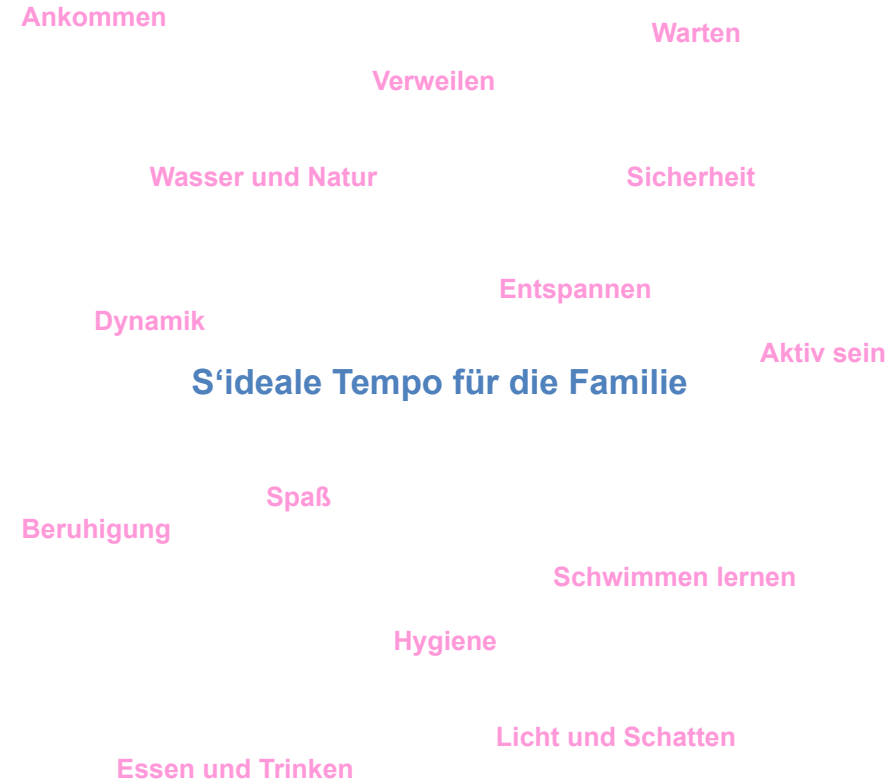 Ankommen
Warten
Verweilen
Wasser und Natur
Sicherheit
Entspannen
Dynamik
Aktiv sein
S‘ideale Tempo für die Familie
Spaß
Beruhigung
Schwimmen lernen
Hygiene
Licht und Schatten
Essen und Trinken